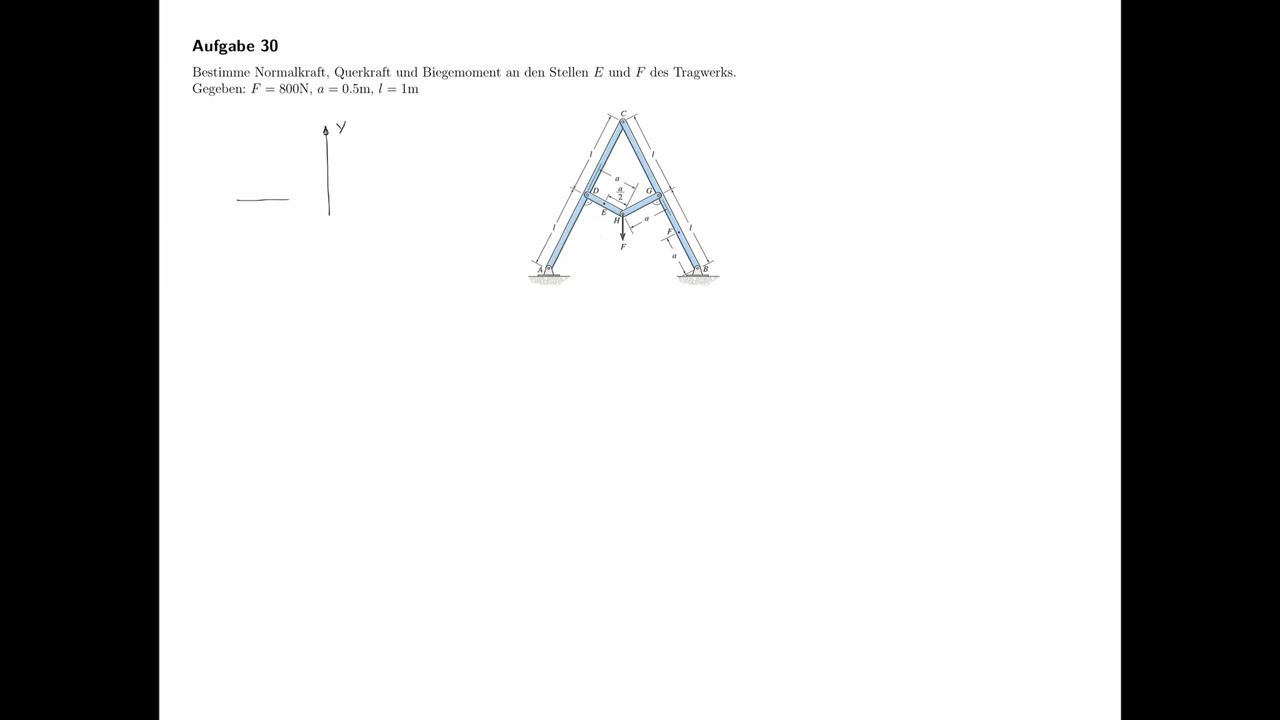 Aufgabe 30
Bestimme Normalkraft, Querkraft und Biegemoment an den Stellen E und F des Tragwerks.
Gegeben: F = 800N, a = 0.5m, l = 1m
Y
C
l
l
a
D
a/2
G
E
H
a
l
F
l
F
a
A
B